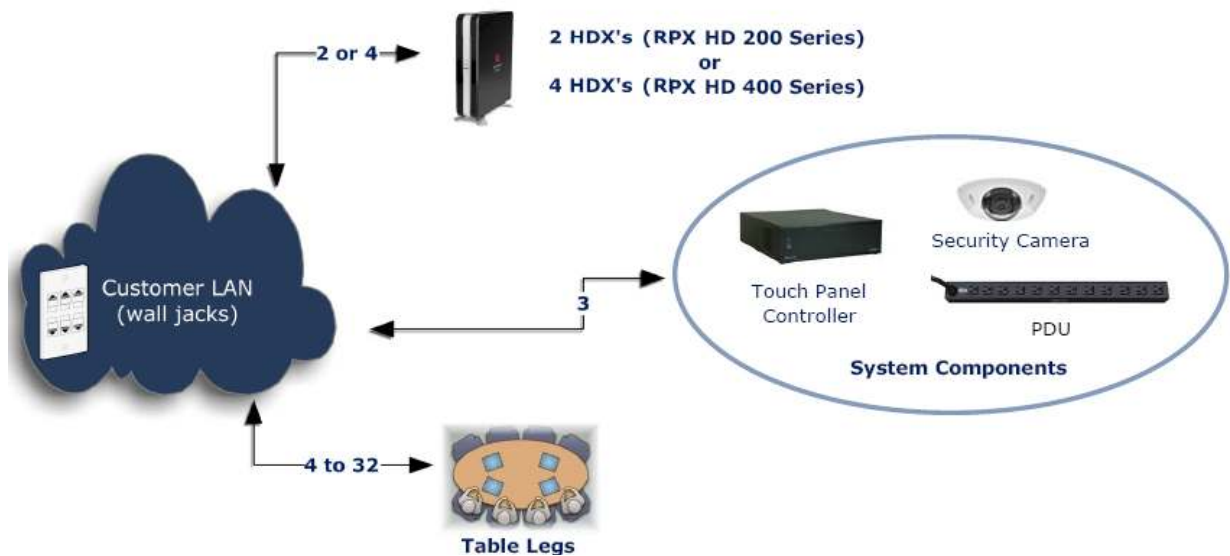 2 or 4
2 HDX's (RPX HD 200 Series)
or
4 HDX's (RPX HD 400 Series)
Customer LAN
(wall jacks)
3
Security Camera
Touch Panel
Controller
PDU
System Components
4 to 32
Table Legs